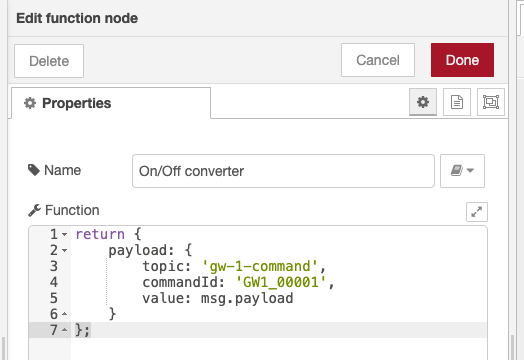 Edit function node
Delete Cancel Done
Properties
Name On/Off converter
Function
1 return {
2     payload: {
3         topic: 'gw-1-command',
4         commandId: 'GW1_00001',
5         value: msg.payload
6     }
7 };